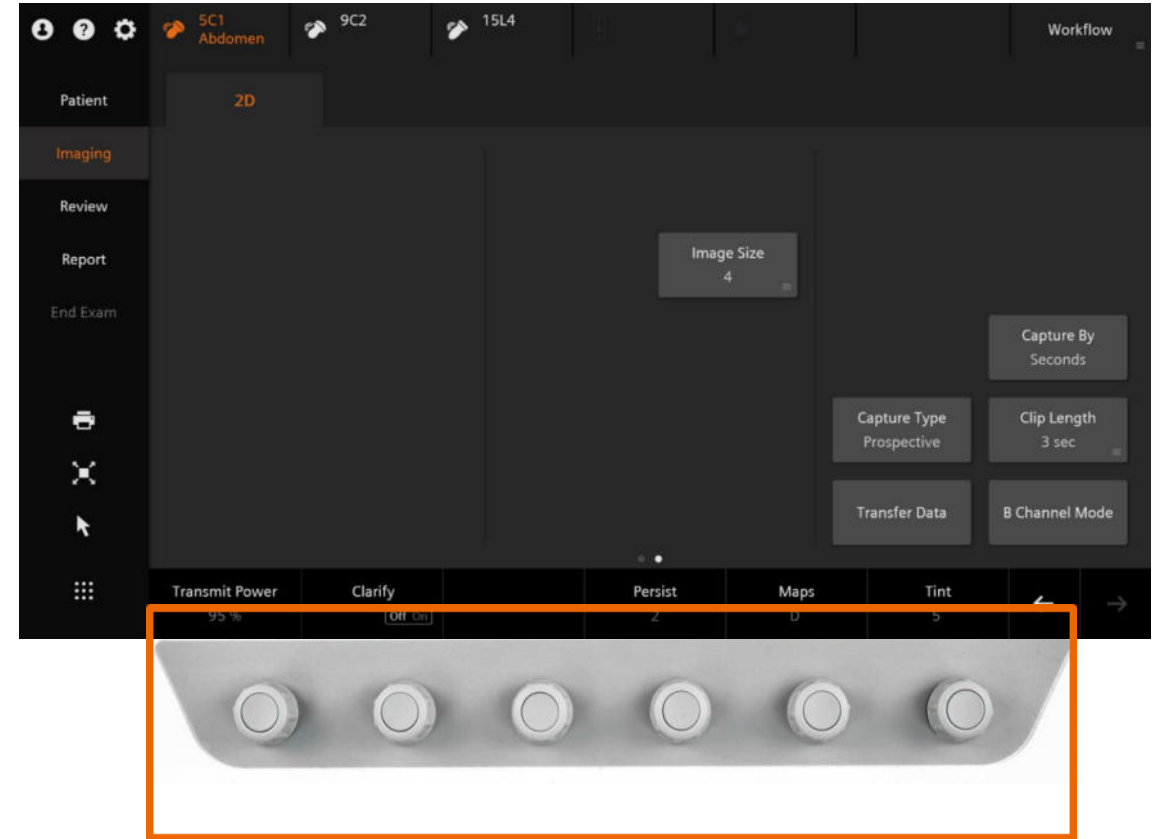 5C1
Abdomen
9C2
15L4
Workflow
Patient
2D
Imaging
Review
Image Size
4
Report
End Exam
Capture By
Seconds
Capture Type
Prospective
Clip Length
3 sec
Transfer Data
B Channel Mode
Transmit Power
95 %
Clarify
Off On
Persist
2
Maps
D
Tint
5